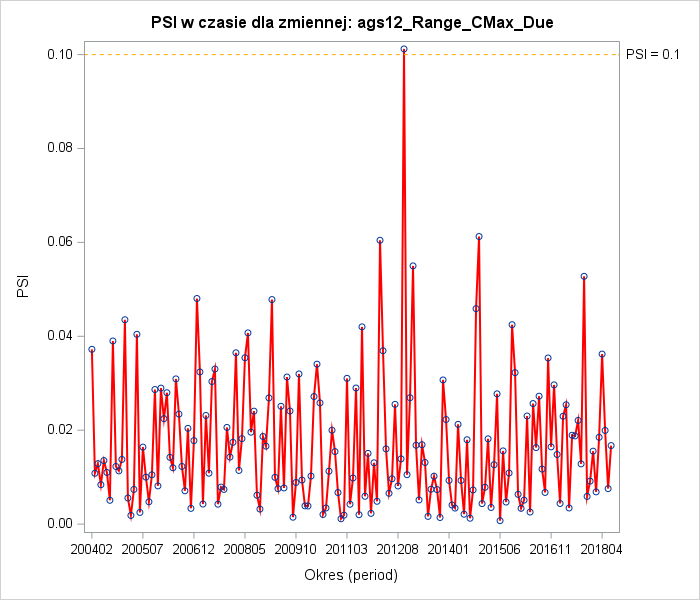 PSI w czasie dla zmiennej: ags12_Range_CMax_Due
0.10
PSI = 0.1
0.08
0.06
PSI
0.04
0.02
0.00
200402 200507 200612 200805 200910 201103 201208 201401 201506 201611 201804
Okres (period)